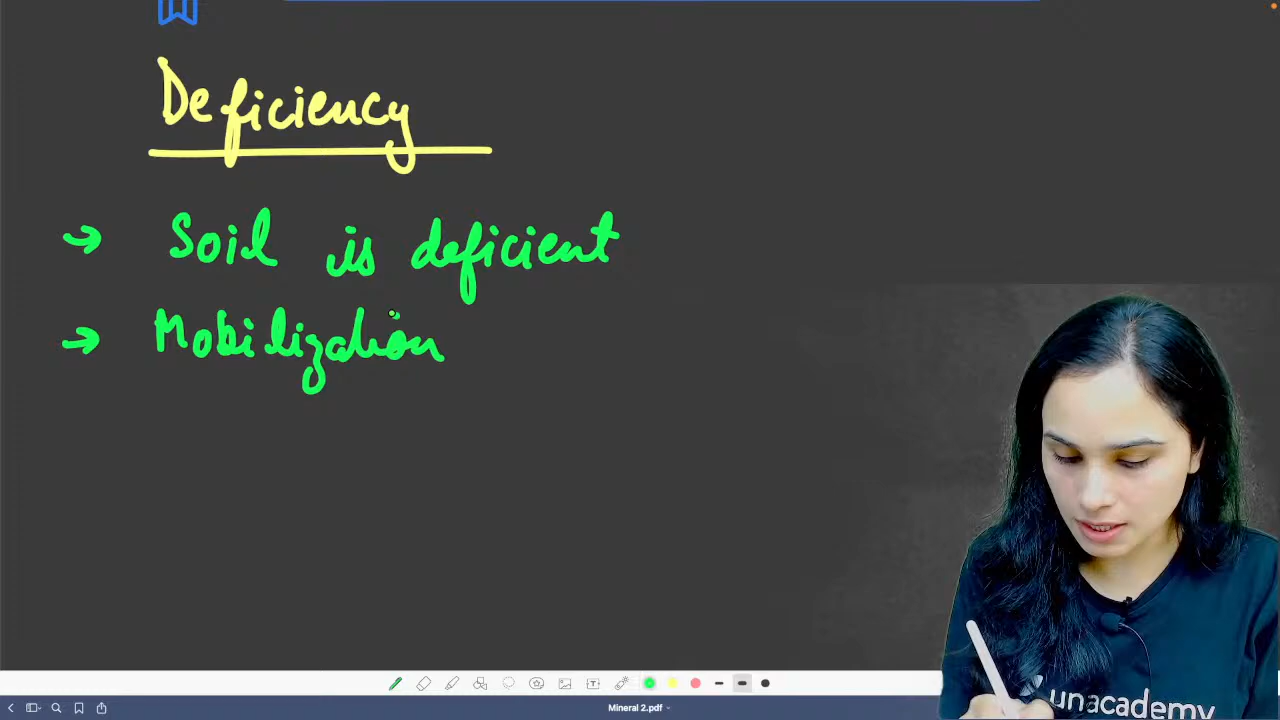 Deficiency
→ Soil is deficient
→ Mobilization
unacademy
Mineral 2.pdf